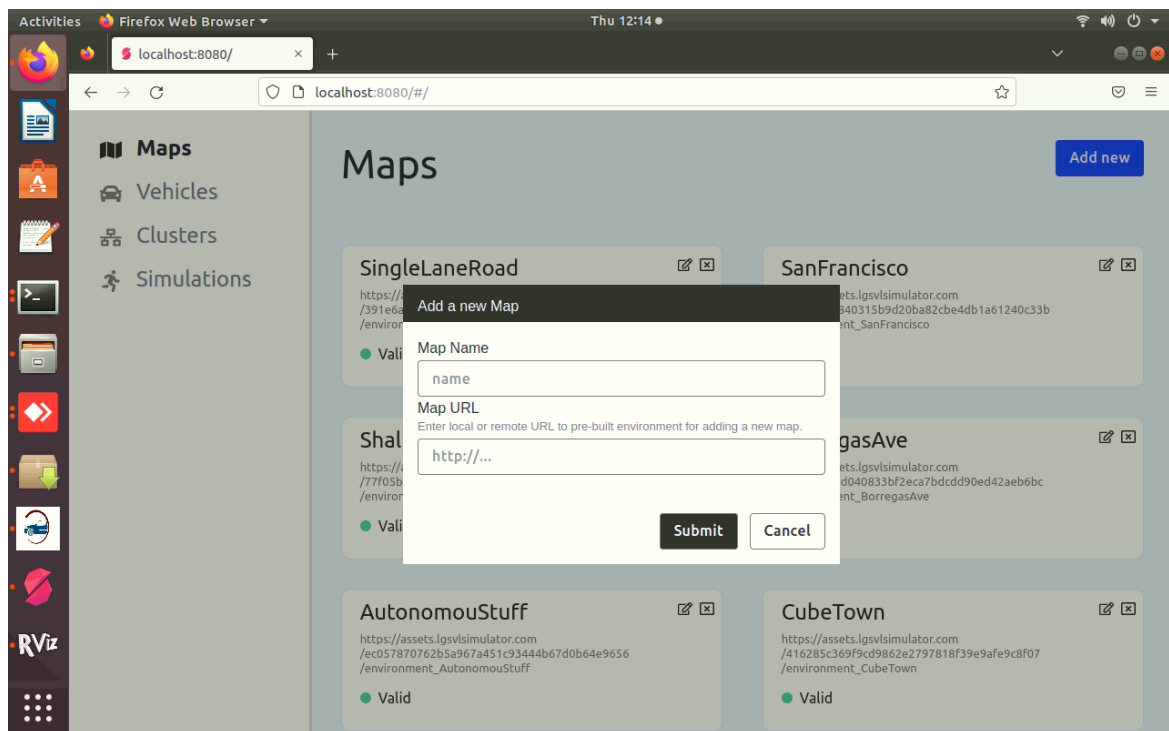 Activities Firefox Web Browser Thu 12:14
localhost:8080/
localhost:8080/#/
Maps
Vehicles
Clusters
Simulations
Maps
Add new
SingleLaneRoad
https://
/391e6a
/environ
Vali
SanFrancisco
ets.lgsvlsimulator.com
840315b9d20ba82cbe4db1a61240c33b
ent_SanFrancisco
Add a new Map
Map Name
name
Map URL
Enter local or remote URL to pre-built environment for adding a new map.
http://...
Submit Cancel
Shal
https://
/77f05b
/environ
Vali
gasAve
ets.lgsvlsimulator.com
d040833bf2eca7bdcdd90ed42aeb6bc
ent_BorregasAve
AutonomouStuff
https://assets.lgsvlsimulator.com
/ec057870762b5a967a451c93444b67d0b64e9656
/environment_AutonomouStuff
Valid
CubeTown
https://assets.lgsvlsimulator.com
/416285c369f9cd9862e2797818f39e9afe9c8f07
/environment_CubeTown
Valid
RViz